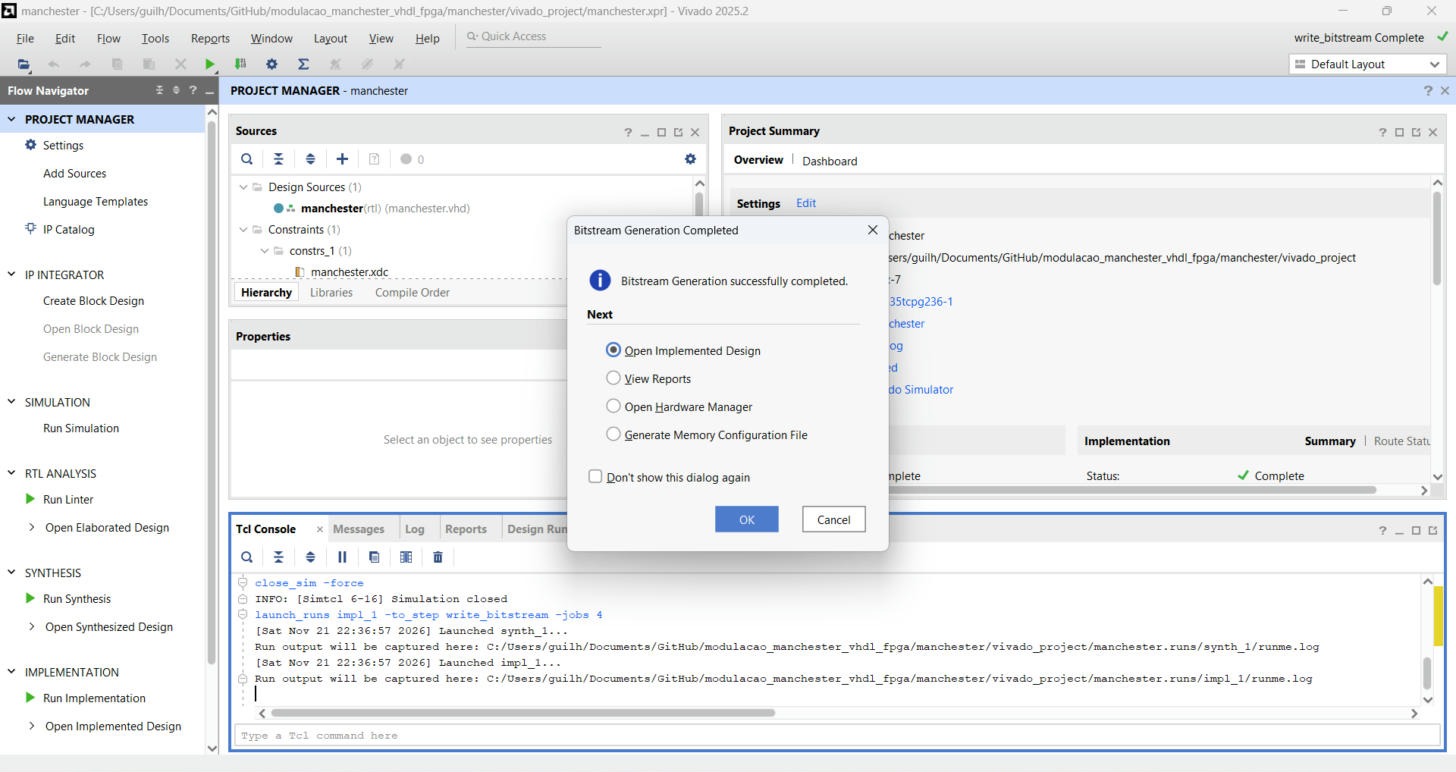 manchester - [C:/Users/guilh/Documents/GitHub/modulacao_manchester_vhdl_fpga/manchester/vivado_project/manchester.xpr] - Vivado 2025.2
File Edit Flow Tools Reports Window Layout View Help Quick Access
write_bitstream Complete
Default Layout
Flow Navigator
PROJECT MANAGER
Settings
Add Sources
Language Templates
IP Catalog
IP INTEGRATOR
Create Block Design
Open Block Design
Generate Block Design
SIMULATION
Run Simulation
RTL ANALYSIS
Run Linter
Open Elaborated Design
SYNTHESIS
Run Synthesis
Open Synthesized Design
IMPLEMENTATION
Run Implementation
Open Implemented Design
PROJECT MANAGER - manchester
Sources
0
Design Sources (1)
manchester(rtl) (manchester.vhd)
Constraints (1)
constrs_1 (1)
manchester.xdc
Hierarchy Libraries Compile Order
Properties
Select an object to see properties
Project Summary
Overview Dashboard
Settings Edit
chester
sers/guilh/Documents/GitHub/modulacao_manchester_vhdl_fpga/manchester/vivado_project
-7
35tcpg236-1
chester
og
ed
do Simulator
Implementation Summary Route Statu
nplete
Status: Complete
Bitstream Generation Completed
Bitstream Generation successfully completed.
Next
Open Implemented Design
View Reports
Open Hardware Manager
Generate Memory Configuration File
Don't show this dialog again
OK Cancel
Tcl Console Messages Log Reports Design Run
close_sim -force
INFO: [Simtcl 6-16] Simulation closed
launch_runs impl_1 -to_step write_bitstream -jobs 4
[Sat Nov 21 22:36:57 2026] Launched synth_1...
Run output will be captured here: C:/Users/guilh/Documents/GitHub/modulacao_manchester_vhdl_fpga/manchester/vivado_project/manchester.runs/synth_1/runme.log
[Sat Nov 21 22:36:57 2026] Launched impl_1...
Run output will be captured here: C:/Users/guilh/Documents/GitHub/modulacao_manchester_vhdl_fpga/manchester/vivado_project/manchester.runs/impl_1/runme.log
Type a Tcl command here